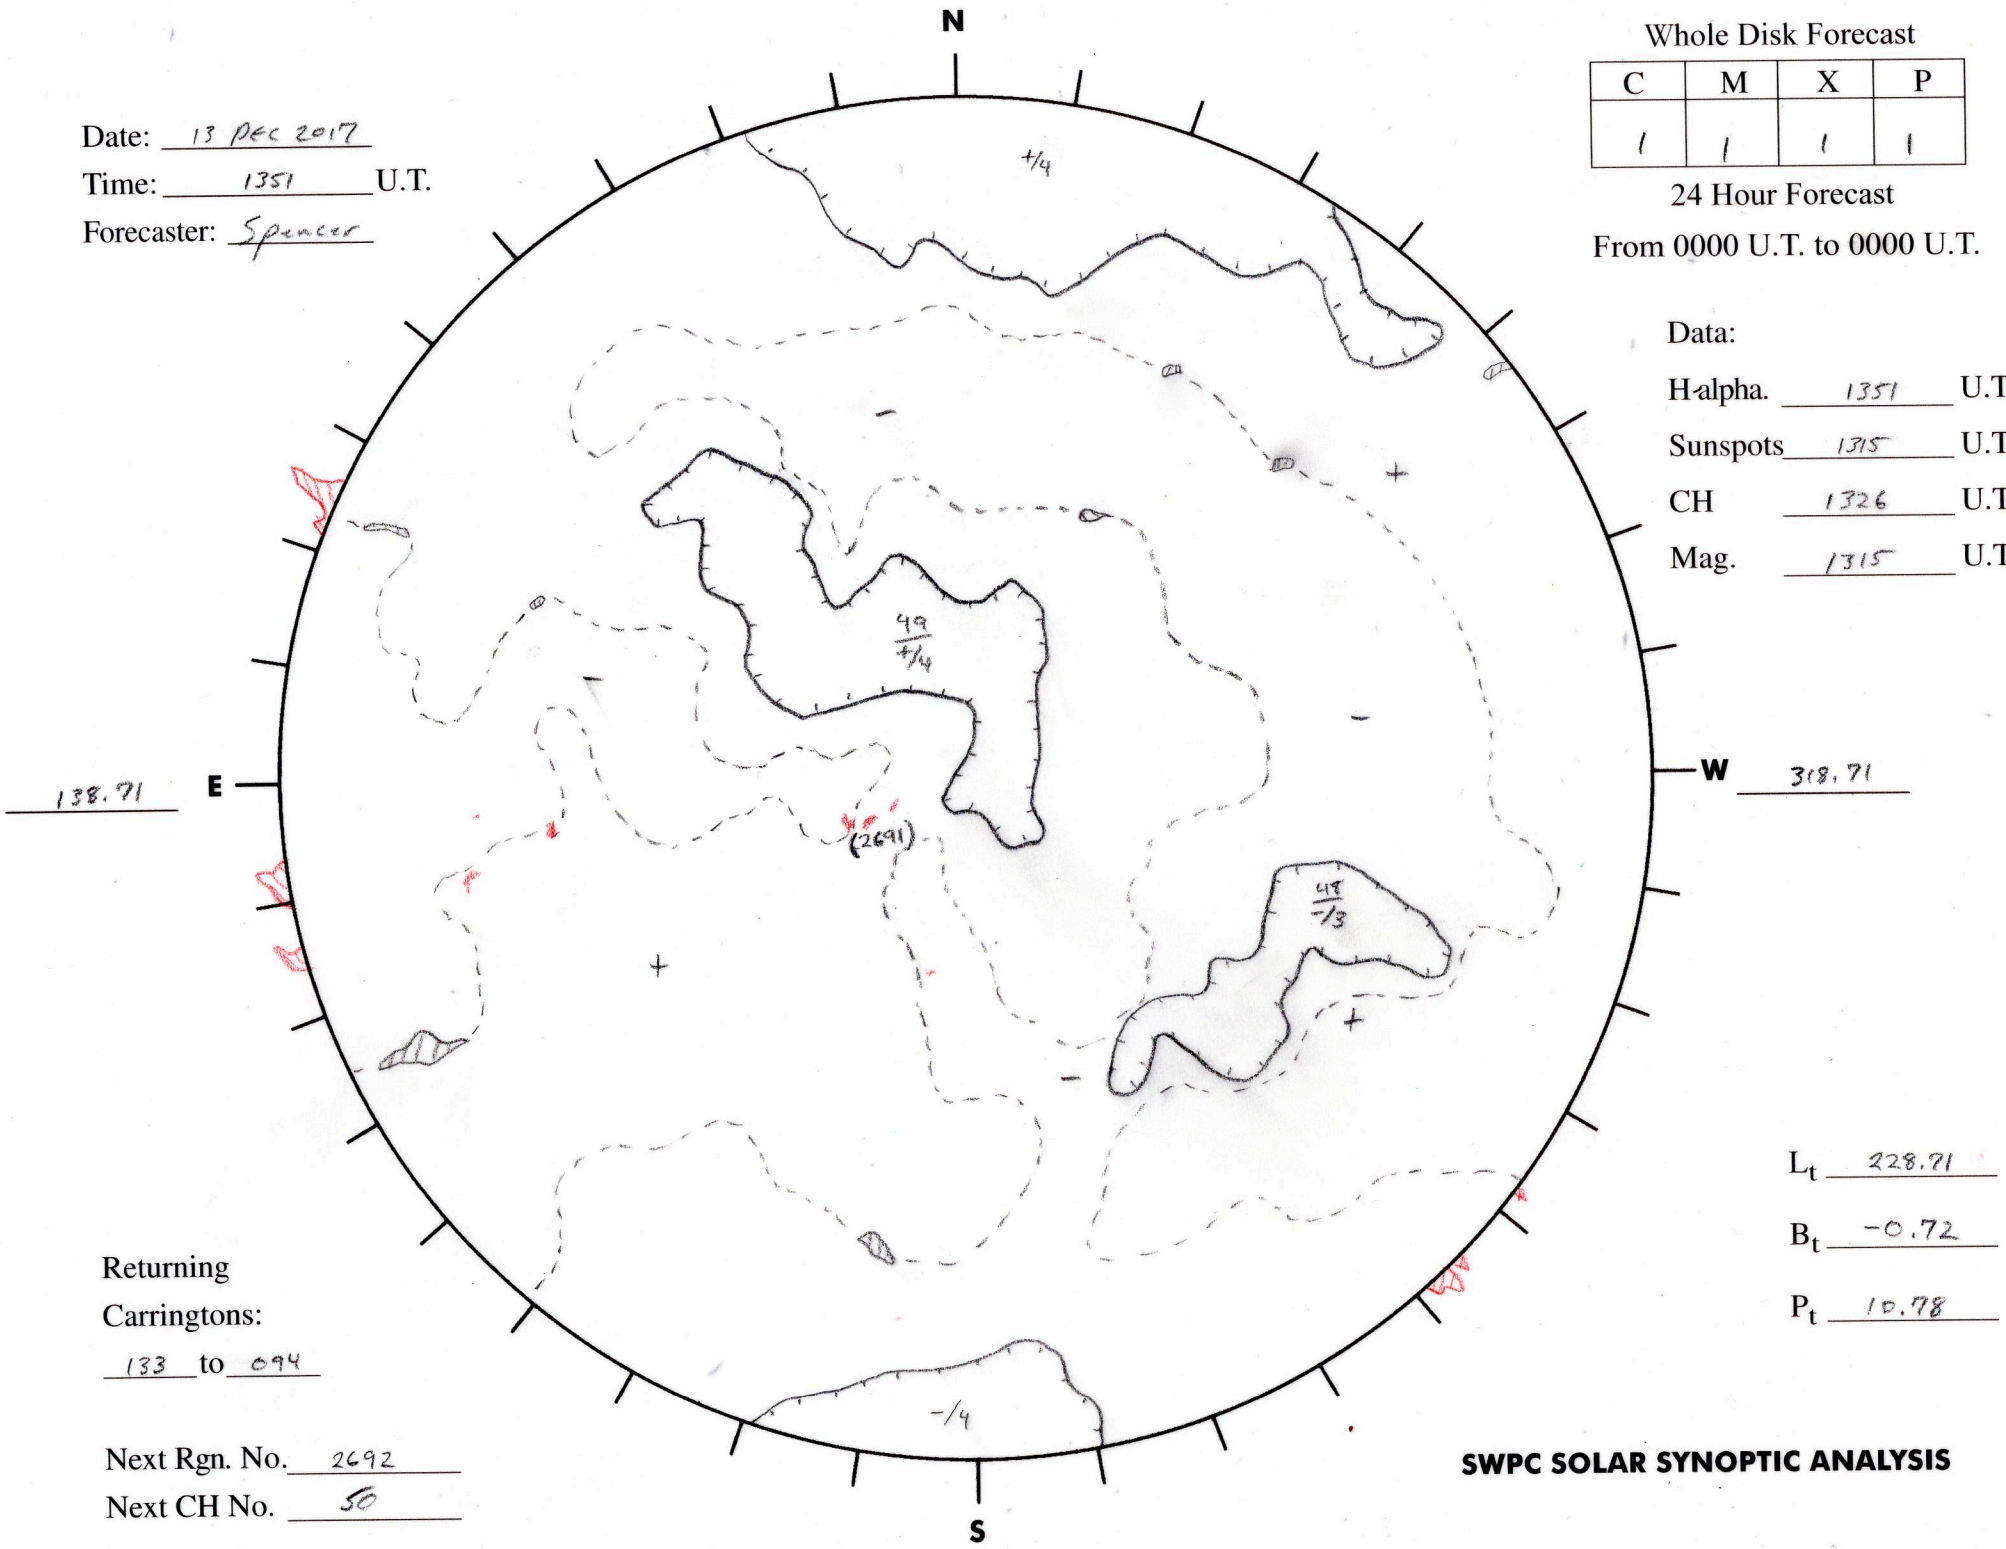 N
Whole Disk Forecast
C M X P
1 1 1 1
24 Hour Forecast
From 0000 U.T. to 0000 U.T.
Date: 13 DEC 2017
Time: 1351 U.T.
Forecaster: Spencer
+/4
Data:
H-alpha. 1351 U.T
Sunspots 1315 U.T
CH 1326 U.T
Mag. 1315 U.T
-
+
49
+/4
-
-
138.71 E
W 318.71
(2691)
48
-/3
+
+
-
Lt 228.71
Bt -0.72
Pt 10.78
Returning
Carringtons:
133 to 094
-/4
Next Rgn. No. 2692
Next CH No. 50
SWPC SOLAR SYNOPTIC ANALYSIS
S